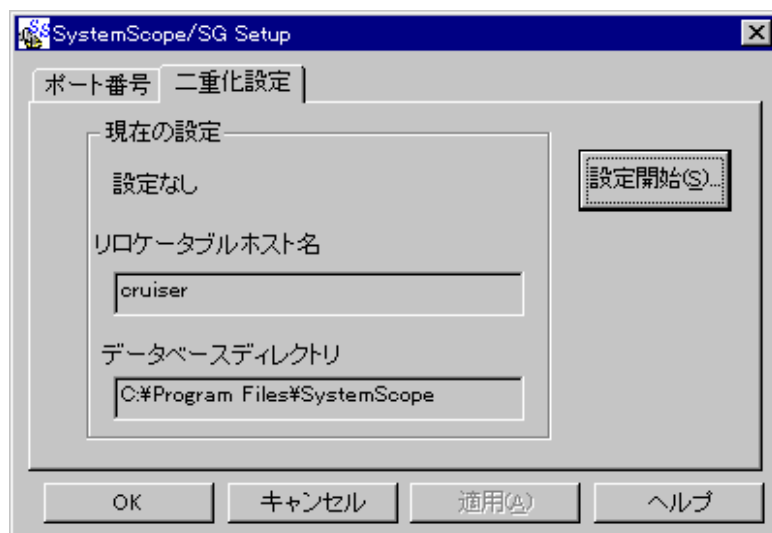 SystemScope/SG Setup
ポート番号 二重化設定
現在の設定
設定なし
設定開始(S)...
リロケータブルホスト名
cruiser
データベースディレクトリ
C:¥Program Files¥SystemScope
OK キャンセル 適用(A) ヘルプ